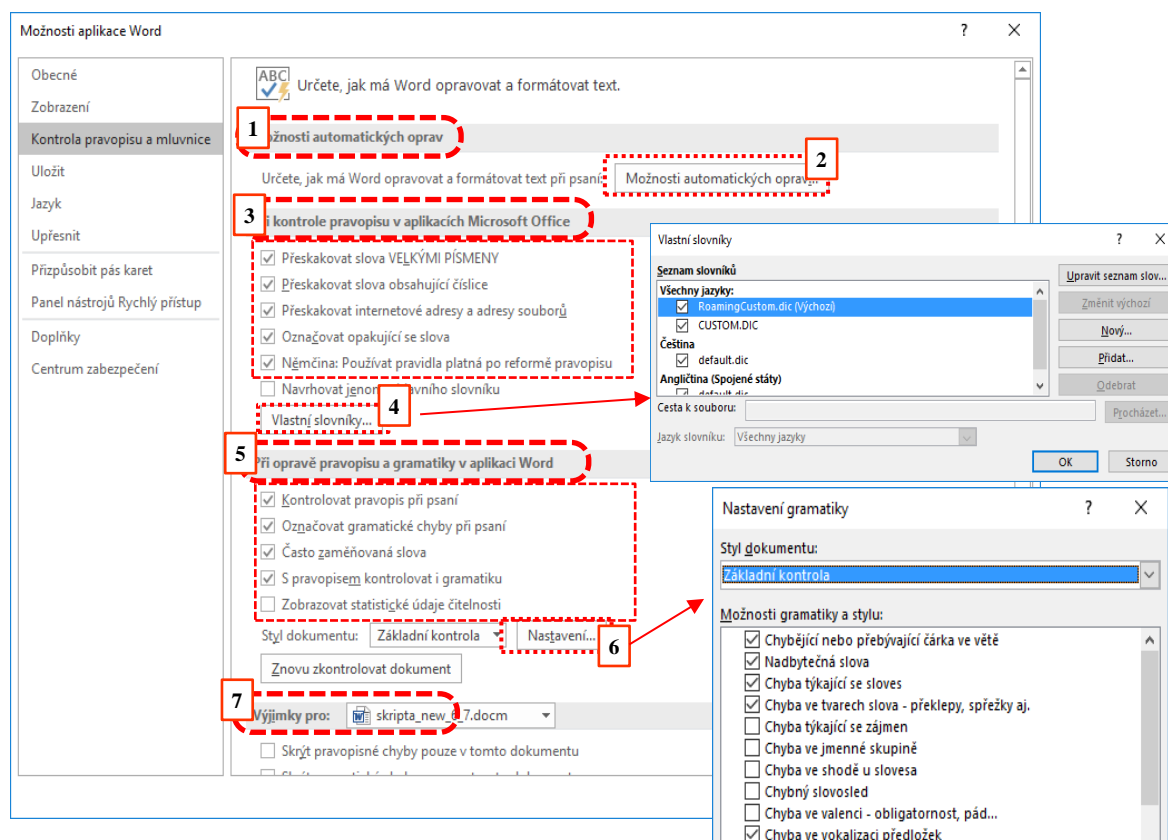 Možnosti aplikace Word
?
Obecné
Zobrazení
Kontrola pravopisu a mluvnice
Uložit
Jazyk
Upřesnit
Přizpůsobit pás karet
Panel nástrojů Rychlý přístup
Doplňky
Centrum zabezpečení
ABC
Určete, jak má Word opravovat a formátovat text.
1
ožnosti automatických oprav
2
Určete, jak má Word opravovat a formátovat text při psaní:
Možnosti automatických oprav...
3
i kontrole pravopisu v aplikacích Microsoft Office
Přeskakovat slova VELKÝMI PÍSMENY
Přeskakovat slova obsahující číslice
Přeskakovat internetové adresy a adresy souborů
Označovat opakující se slova
Němčina: Používat pravidla platná po reformě pravopisu
Navrhovat avního slovníku
4
Vlastní slovníky...
5
Při opravě pravopisu a gramatiky v aplikaci Word
Kontrolovat pravopis při psaní
Označovat gramatické chyby při psaní
Často zaměňovaná slova
S pravopisem kontrolovat i gramatiku
Zobrazovat statistické údaje čitelnosti
Styl dokumentu: Základní kontrola Nastavení...
6
Znovu zkontrolovat dokument
7
Výjimky pro: skripta_new_6_7.docm
Skrýt pravopisné chyby pouze v tomto dokumentu
Vlastní slovníky
?
Seznam slovníků
Všechny jazyky:
RoamingCustom.dic (Výchozí)
CUSTOM.DIC
Čeština
default.dic
Angličtina (Spojené státy)
default.dic
Upravit seznam slov...
Změnit výchozí
Nový...
Přidat...
Odebrat
Cesta k souboru:
Procházet...
Jazyk slovníku: Všechny jazyky
OK
Storno
Nastavení gramatiky
?
Styl dokumentu:
Základní kontrola
Možnosti gramatiky a stylu:
Chybějící nebo přebývající čárka ve větě
Nadbytečná slova
Chyba týkající se sloves
Chyba ve tvarech slova - překlepy, spřežky aj.
Chyba týkající se zájmen
Chyba ve jmenné skupině
Chyba ve shodě u slovesa
Chybný slovosled
Chyba ve valenci - obligatornost, pád...
Chyba ve vokalizaci předložek